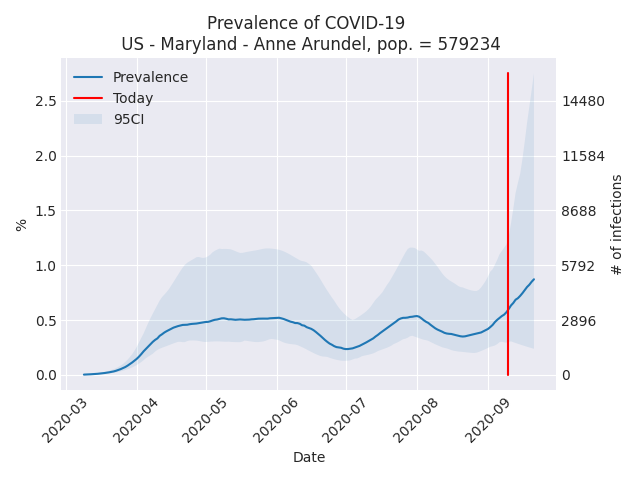 Prevalence of COVID-19
US - Maryland - Anne Arundel, pop. = 579234
Prevalence
Today
95CI
2.5
2.0
1.5
1.0
0.5
0.0
%
14480
11584
8688
5792
2896
0
# of infections
2020-03
2020-04
2020-05
2020-06
2020-07
2020-08
2020-09
Date